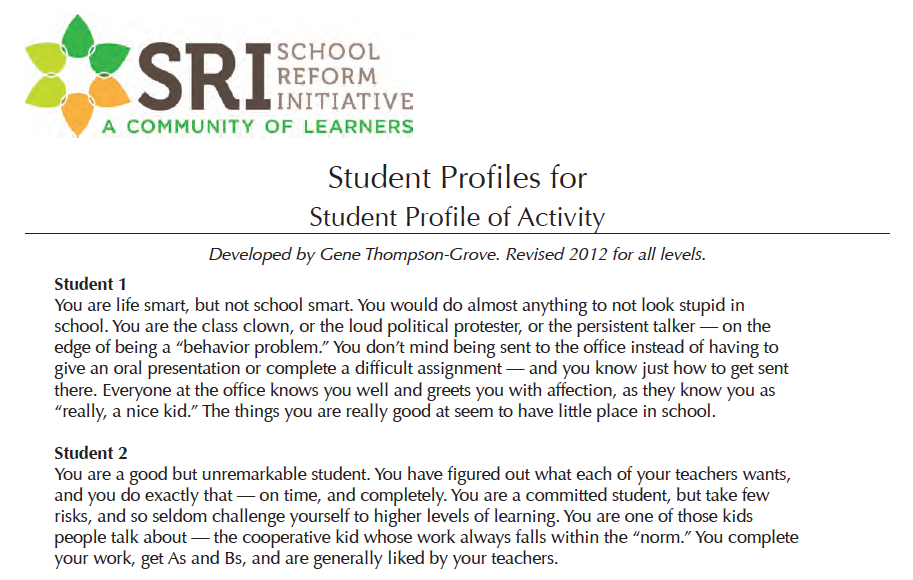 SRI SCHOOL
REFORM
INITIATIVE
A COMMUNITY OF LEARNERS
Student Profiles for
Student Profile of Activity
Developed by Gene Thompson-Grove. Revised 2012 for all levels.
Student 1
You are life smart, but not school smart. You would do almost anything to not look stupid in
school. You are the class clown, or the loud political protester, or the persistent talker — on the
edge of being a “behavior problem.” You don’t mind being sent to the office instead of having to
give an oral presentation or complete a difficult assignment — and you know just how to get sent
there. Everyone at the office knows you well and greets you with affection, as they know you as
“really, a nice kid.” The things you are really good at seem to have little place in school.
Student 2
You are a good but unremarkable student. You have figured out what each of your teachers wants,
and you do exactly that — on time, and completely. You are a committed student, but take few
risks, and so seldom challenge yourself to higher levels of learning. You are one of those kids
people talk about — the cooperative kid whose work always falls within the “norm.” You complete
your work, get As and Bs, and are generally liked by your teachers.